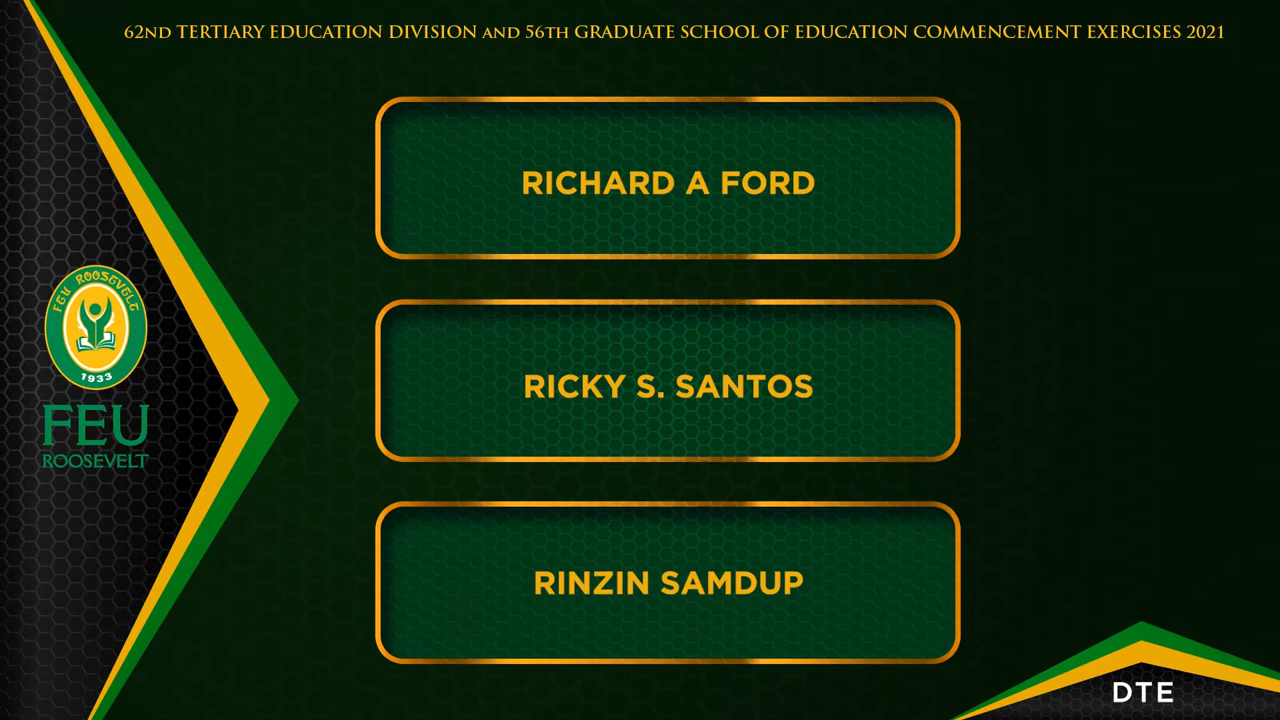 62ND TERTIARY EDUCATION DIVISION AND 56TH GRADUATE SCHOOL OF EDUCATION COMMENCEMENT EXERCISES 2021
RICHARD A FORD
RICKY S. SANTOS
RINZIN SAMDUP
FEU ROOSEVELT
1933
FEU
ROOSEVELT
DTE